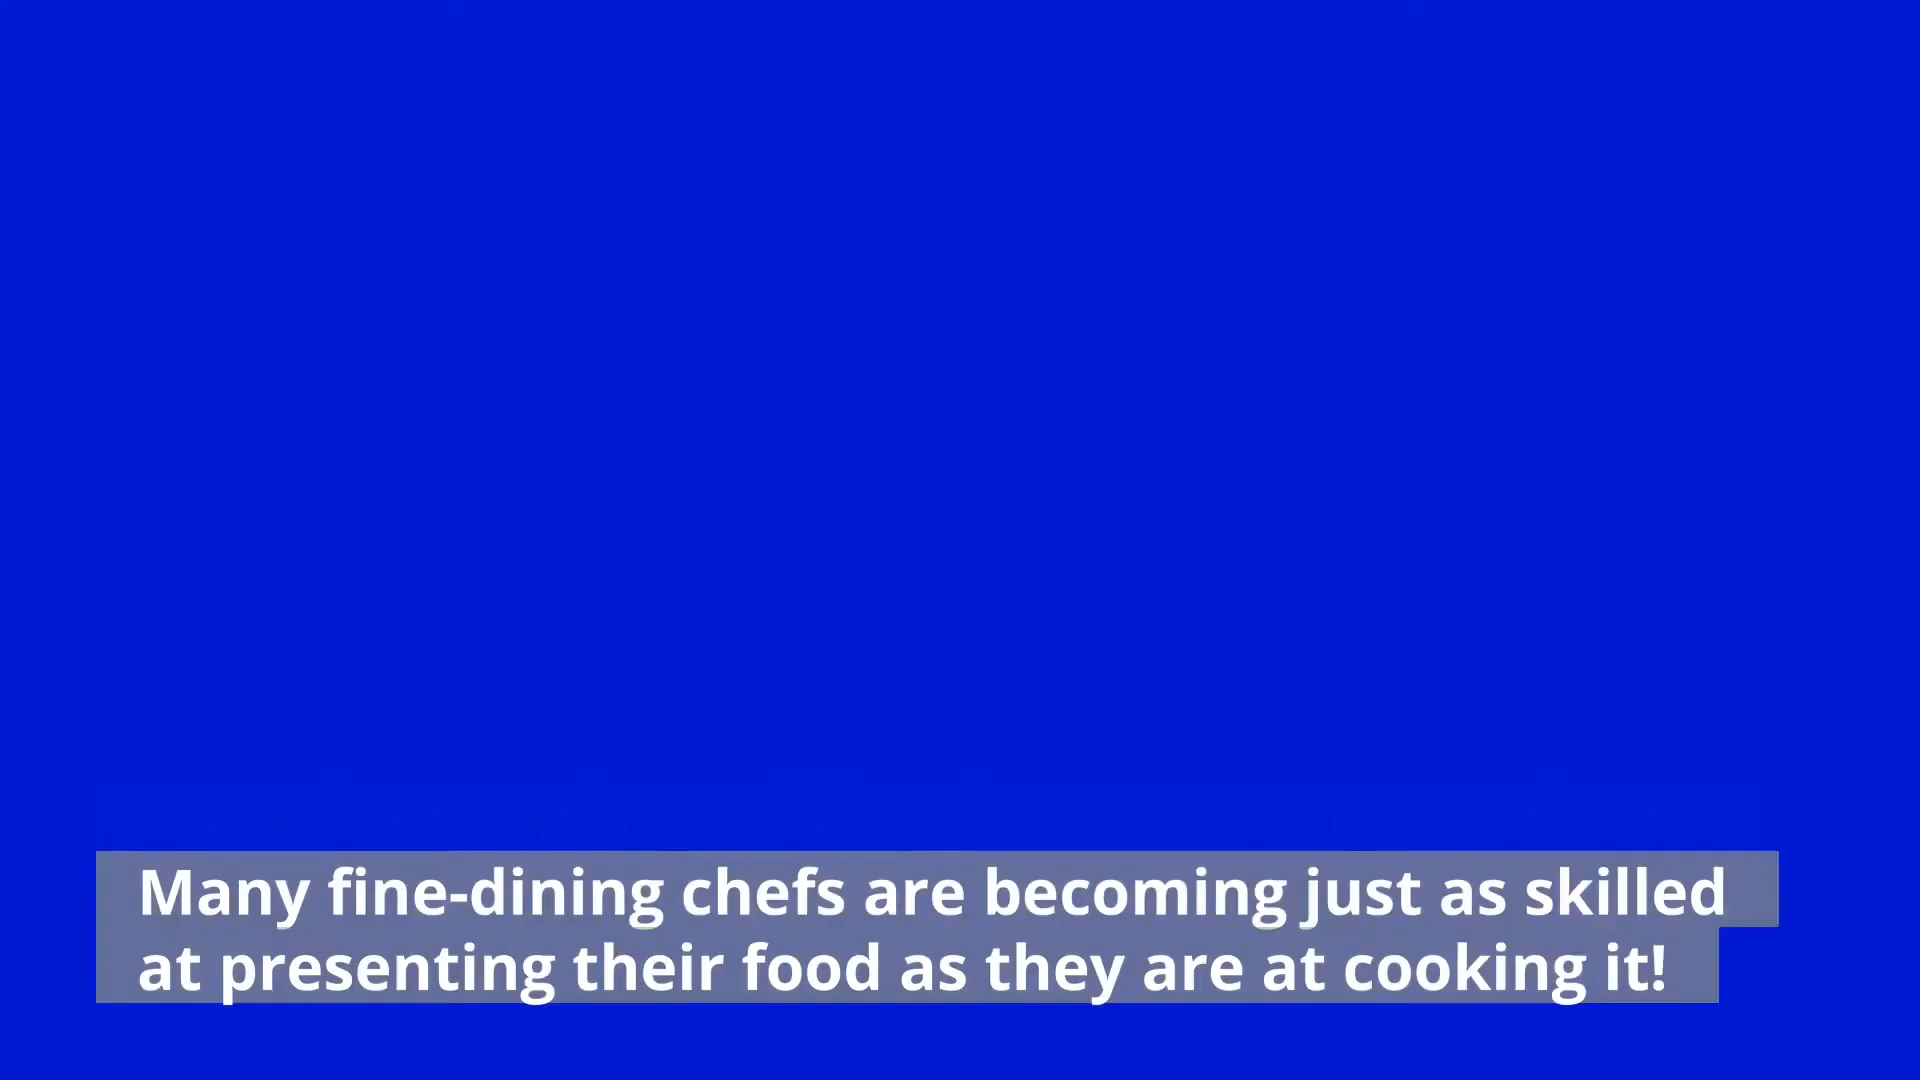 Many fine-dining chefs are becoming just as skilled
at presenting their food as they are at cooking it!